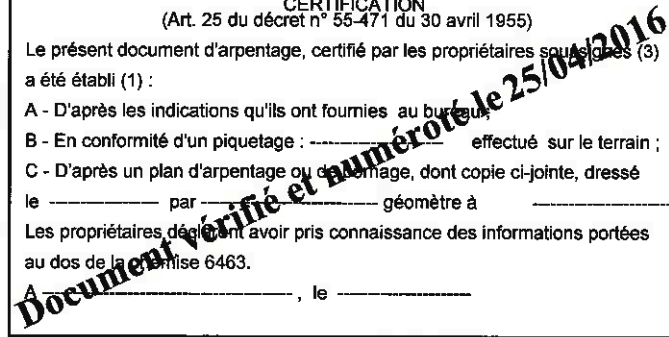 CERTIFICATION
(Art. 25 du décret n° 55-471 du 30 avril 1955)
Le présent document d'arpentage, certifié par les propriétaires soussignés (3)
a été établi (1) :
A - D'après les indications qu'ils ont fournies au bureau;
B - En conformité d'un piquetage : ---------------------- effectué sur le terrain ;
C - D'après un plan d'arpentage ou de bornage, dont copie ci-jointe, dressé
le -------------- par ---------------------- géomètre à ----------------------
Les propriétaires déclarent avoir pris connaissance des informations portées
au dos de la chemise 6463.
A --------------------------------, le ----------------------
Document vérifié et numéroté le 25/04/2016